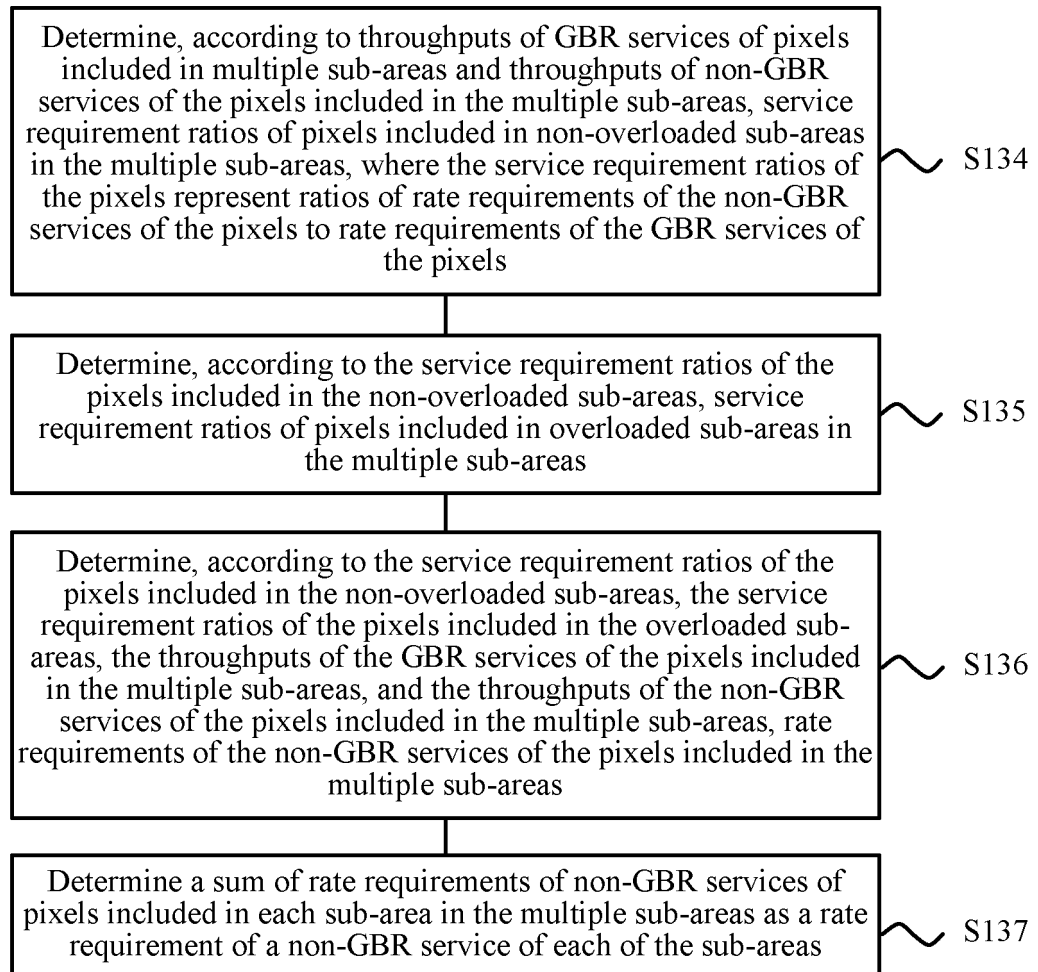 Determine, according to throughputs of GBR services of pixels
included in multiple sub-areas and throughputs of non-GBR
services of the pixels included in the multiple sub-areas, service
requirement ratios of pixels included in non-overloaded sub-areas
in the multiple sub-areas, where the service requirement ratios of
the pixels represent ratios of rate requirements of the non-GBR
services of the pixels to rate requirements of the GBR services of
the pixels
S134
Determine, according to the service requirement ratios of the
pixels included in the non-overloaded sub-areas, service
requirement ratios of pixels included in overloaded sub-areas in
the multiple sub-areas
S135
Determine, according to the service requirement ratios of the
pixels included in the non-overloaded sub-areas, the service
requirement ratios of the pixels included in the overloaded sub-
areas, the throughputs of the GBR services of the pixels included
in the multiple sub-areas, and the throughputs of the non-GBR
services of the pixels included in the multiple sub-areas, rate
requirements of the non-GBR services of the pixels included in the
multiple sub-areas
S136
Determine a sum of rate requirements of non-GBR services of
pixels included in each sub-area in the multiple sub-areas as a rate
requirement of a non-GBR service of each of the sub-areas
S137